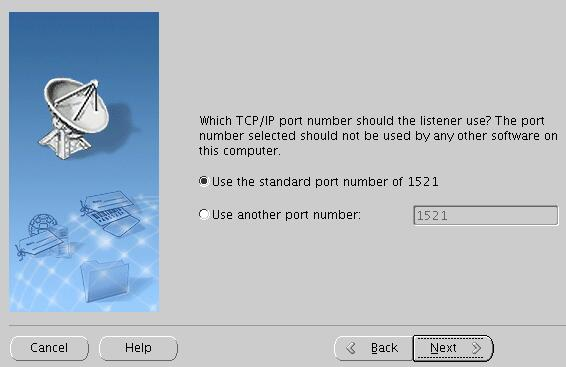 Which TCP/IP port number should the listener use? The port
number selected should not be used by any other software on
this computer.
Use the standard port number of 1521
Use another port number: 1521
Cancel Help Back Next